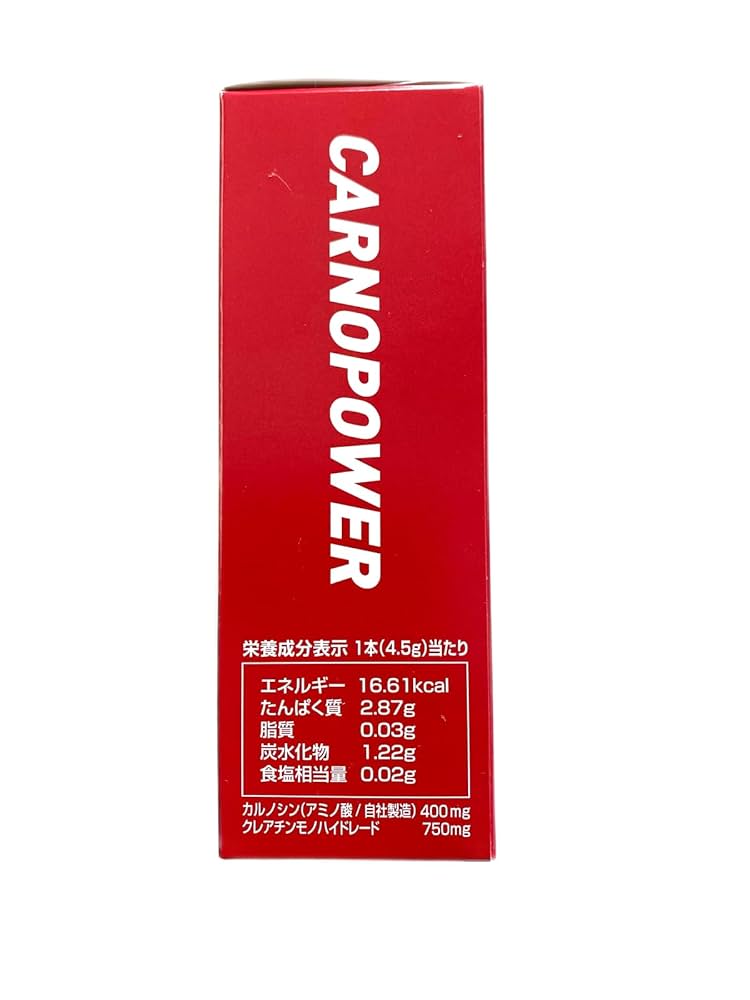 CARNOPOWER
栄養成分表示 1本(4.5g)当たり
エネルギー 16.61kcal
たんぱく質 2.87g
脂質 0.03g
炭水化物 1.22g
食塩相当量 0.02g
カルノシン(アミノ酸/自社製造) 400mg
クレアチンモノハイドレード 750mg